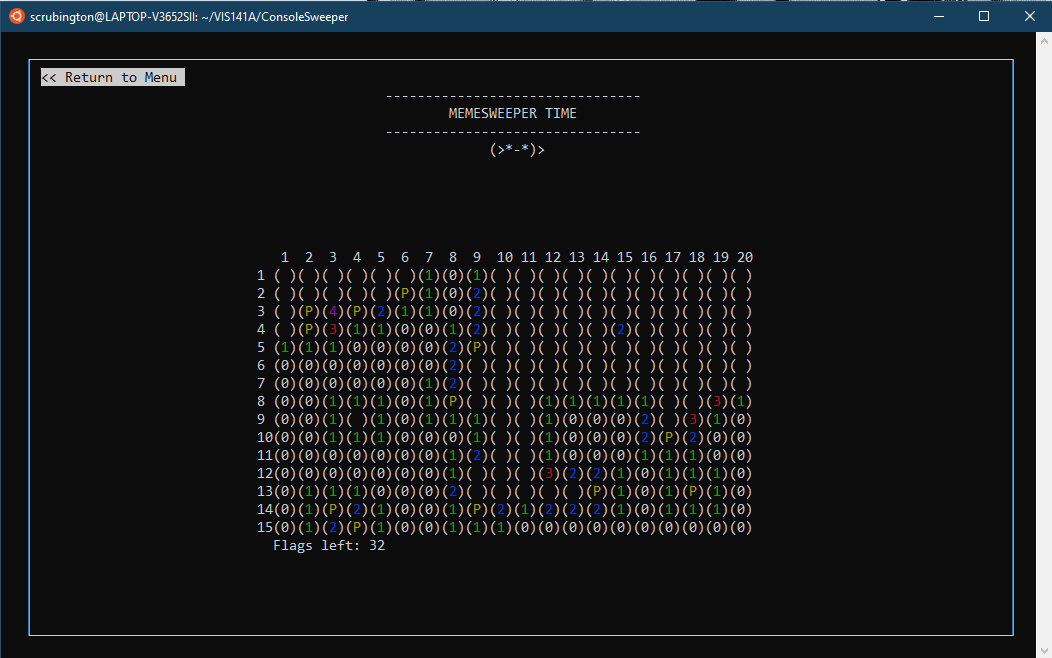 scrubington@LAPTOP-V3652SII: ~/VIS141A/ConsoleSweeper
<< Return to Menu
--------------------------------
MEMESWEEPER TIME
--------------------------------
(>*-*)>
1 2 3 4 5 6 7 8 9 10 11 12 13 14 15 16 17 18 19 20
1 ( )( )( )( )( )( )(1)(0)(1)( )( )( )( )( )( )( )( )( )( )( )
2 ( )( )( )( )( )(P)(1)(0)(2)( )( )( )( )( )( )( )( )( )( )( )
3 ( )(P)(4)(P)(2)(1)(1)(0)(2)( )( )( )( )( )( )( )( )( )( )( )
4 ( )(P)(3)(1)(1)(0)(0)(1)(2)( )( )( )( )( )(2)( )( )( )( )( )
5 (1)(1)(1)(0)(0)(0)(0)(2)(P)( )( )( )( )( )( )( )( )( )( )( )
6 (0)(0)(0)(0)(0)(0)(0)(2)( )( )( )( )( )( )( )( )( )( )( )( )
7 (0)(0)(0)(0)(0)(0)(1)(2)( )( )( )( )( )( )( )( )( )( )( )( )
8 (0)(0)(1)(1)(1)(0)(1)(P)( )( )( )(1)(1)(1)(1)(1)( )( )(3)(1)
9 (0)(0)(1)( )(1)(0)(1)(1)(1)( )( )(1)(0)(0)(0)(2)( )(3)(1)(0)
10(0)(0)(1)(1)(1)(0)(0)(0)(1)( )( )(1)(0)(0)(0)(2)(P)(2)(0)(0)
11(0)(0)(0)(0)(0)(0)(0)(1)(2)( )( )(1)(0)(0)(0)(1)(1)(1)(0)(0)
12(0)(0)(0)(0)(0)(0)(0)(1)( )( )( )(3)(2)(2)(1)(0)(1)(1)(1)(0)
13(0)(1)(1)(1)(0)(0)(0)(2)( )( )( )( )( )(P)(1)(0)(1)(P)(1)(0)
14(0)(1)(P)(2)(1)(0)(0)(1)(P)(2)(1)(2)(2)(2)(1)(0)(1)(1)(1)(0)
15(0)(1)(2)(P)(1)(0)(0)(1)(1)(1)(0)(0)(0)(0)(0)(0)(0)(0)(0)(0)
Flags left: 32